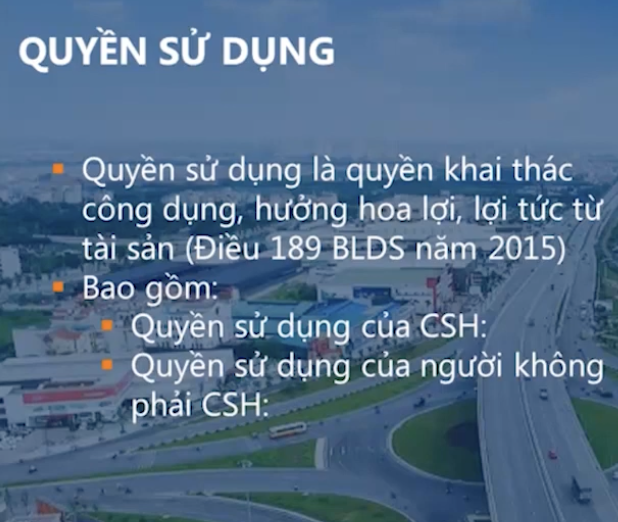 QUYỀN SỬ DỤNG
Quyền sử dụng là quyền khai thác
công dụng, hưởng hoa lợi, lợi tức từ
tài sản (Điều 189 BLDS năm 2015)
Bao gồm:
Quyền sử dụng của CSH:
Quyền sử dụng của người không
phải CSH: